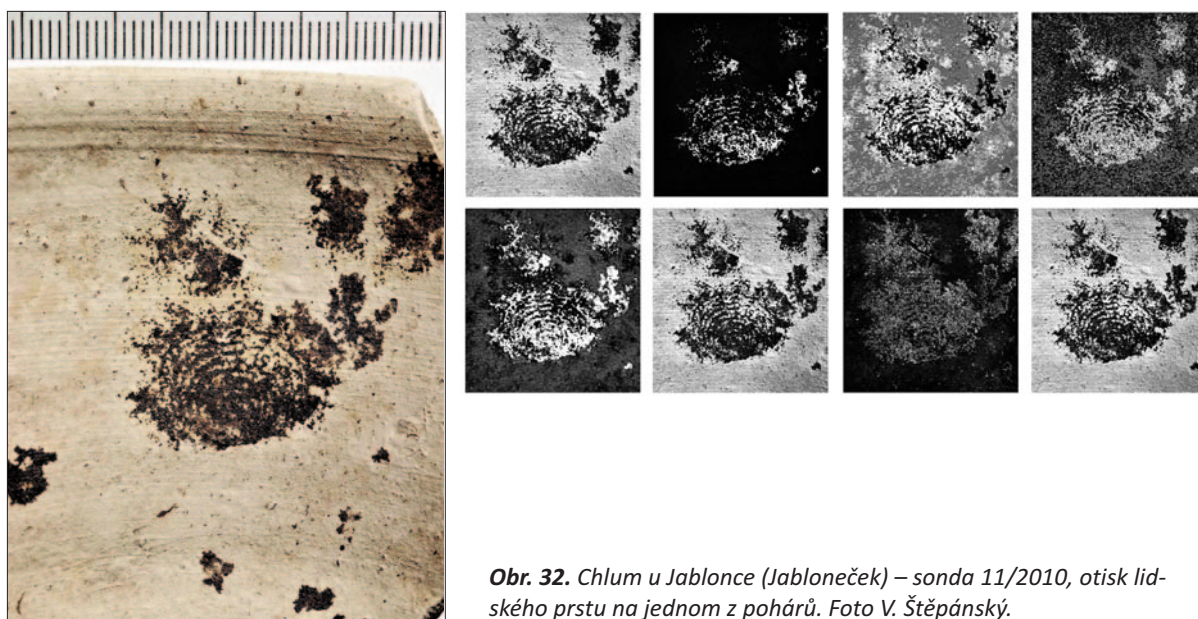 Obr. 32. Chlum u Jablonce (Jabloneček) – sonda 11/2010, otisk lid-
ského prstu na jednom z pohárů. Foto V. Štěpánský.